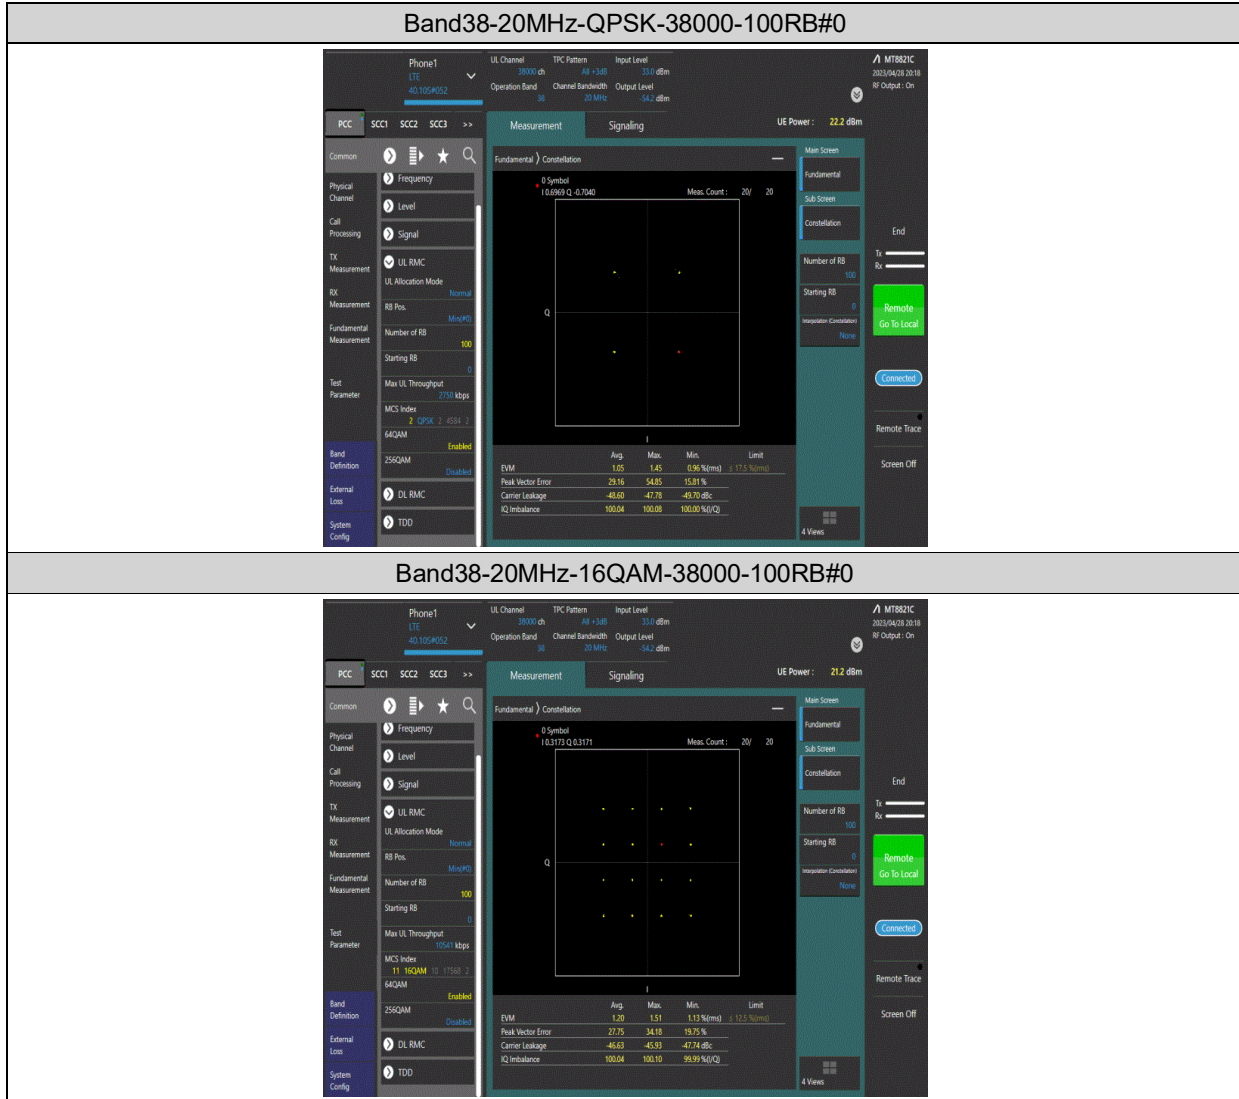 Band38-20MHz-QPSK-38000-100RB#0
Phone1
LTE
40.105#052
UL Channel TPC Pattern Input Level
38000 ch All +3dB 33.0 dBm
Operation Band Channel Bandwidth Output Level
38 20 MHz -54.2 dBm
MT8821C
2023/04/28 20:18
RF Output : On
PCC SCC1 SCC2 SCC3 >>
Measurement Signaling
UE Power : 22.2 dBm
Common
Physical Channel
Call Processing
TX Measurement
RX Measurement
Fundamental Measurement
Test Parameter
Band Definition
External Loss
System Config
Frequency
Level
Signal
UL RMC
UL Allocation Mode
Normal
RB Pos.
Min(#0)
Number of RB
100
Starting RB
0
Max UL Throughput
2750 kbps
MCS Index
2 QPSK 2 4584 2
64QAM
Enabled
256QAM
Disabled
DL RMC
TDD
Fundamental Constellation
0 Symbol
I 0.6969 Q -0.7040 Meas. Count : 20/ 20
Q
I
Avg. Max. Min. Limit
EVM 1.05 1.45 0.96 %(rms) ≤ 17.5 %(rms)
Peak Vector Error 29.16 54.85 15.81 %
Carrier Leakage -48.60 -47.78 -49.70 dBc
IQ Imbalance 100.04 100.08 100.00 %(I/Q)
Main Screen
Fundamental
Sub Screen
Constellation
Number of RB
100
Starting RB
0
Interpolation (Constellation)
None
4 Views
End
Tx
Rx
Remote
Go To Local
Connected
Remote Trace
Screen Off
Band38-20MHz-16QAM-38000-100RB#0
Phone1
LTE
40.105#052
UL Channel TPC Pattern Input Level
38000 ch All +3dB 33.0 dBm
Operation Band Channel Bandwidth Output Level
38 20 MHz -54.2 dBm
MT8821C
2023/04/28 20:18
RF Output : On
PCC SCC1 SCC2 SCC3 >>
Measurement Signaling
UE Power : 21.2 dBm
Common
Physical Channel
Call Processing
TX Measurement
RX Measurement
Fundamental Measurement
Test Parameter
Band Definition
External Loss
System Config
Frequency
Level
Signal
UL RMC
UL Allocation Mode
Normal
RB Pos.
Min(#0)
Number of RB
100
Starting RB
0
Max UL Throughput
10541 kbps
MCS Index
11 16QAM 10 17568 2
64QAM
Enabled
256QAM
Disabled
DL RMC
TDD
Fundamental Constellation
0 Symbol
I 0.3173 Q 0.3171 Meas. Count : 20/ 20
Q
I
Avg. Max. Min. Limit
EVM 1.20 1.51 1.13 %(rms) ≤ 12.5 %(rms)
Peak Vector Error 27.75 34.18 19.75 %
Carrier Leakage -46.63 -45.93 -47.74 dBc
IQ Imbalance 100.04 100.10 99.99 %(I/Q)
Main Screen
Fundamental
Sub Screen
Constellation
Number of RB
100
Starting RB
0
Interpolation (Constellation)
None
4 Views
End
Tx
Rx
Remote
Go To Local
Connected
Remote Trace
Screen Off